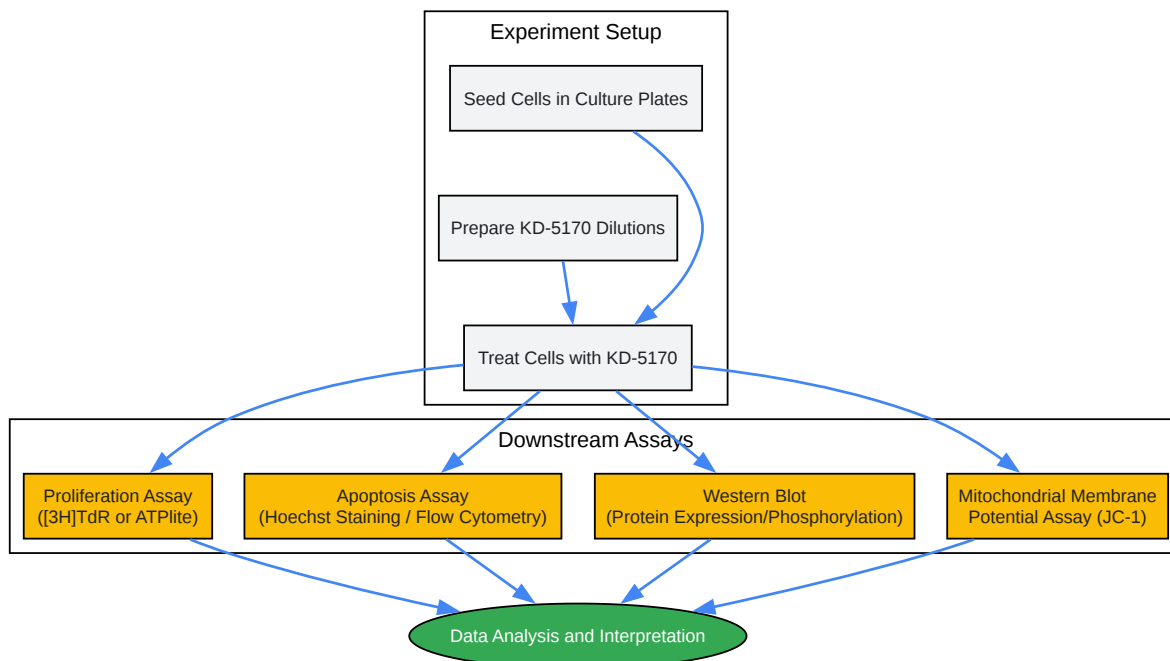 Experiment Setup
Seed Cells in Culture Plates
Prepare KD-5170 Dilutions
Treat Cells with KD-5170
Downstream Assays
Proliferation Assay
([3H]TdR or ATPlite)
Apoptosis Assay
(Hoechst Staining / Flow Cytometry)
Western Blot
(Protein Expression/Phosphorylation)
Mitochondrial Membrane
Potential Assay (JC-1)
Data Analysis and Interpretation